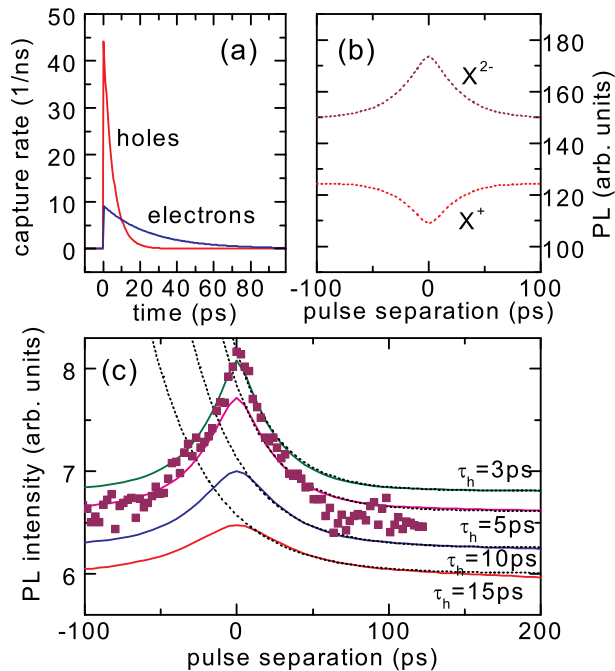 (a)
capture rate (1/ns)
50
40
30
20
10
0
holes
electrons
0 20 40 60 80
time (ps)
(b)
X²⁻
X⁺
180
160
140
120
100
PL (arb. units)
-100 0 100
pulse separation (ps)
(c)
PL intensity (arb. units)
8
7
6
τₕ=3ps
τₕ=5ps
τₕ=10ps
τₕ=15ps
-100 0 100 200
pulse separation (ps)